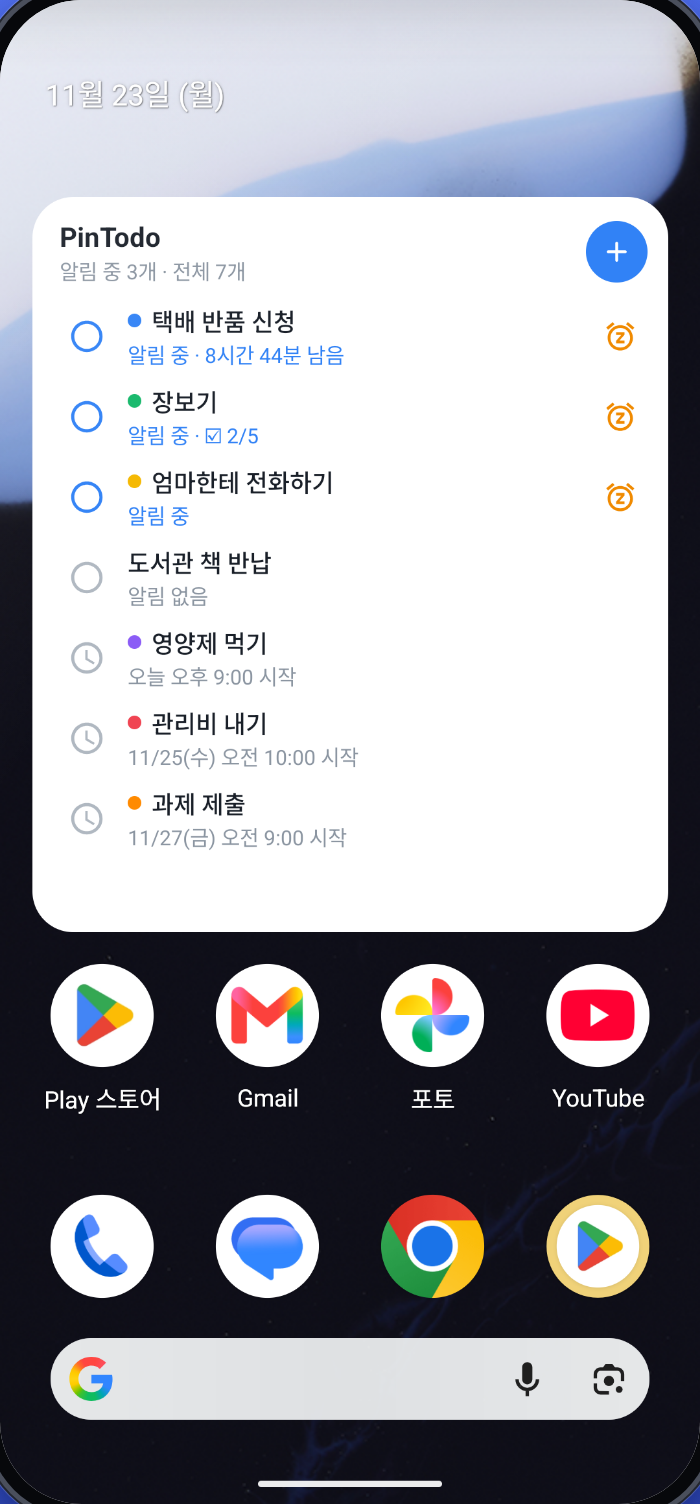 11월 23일 (월)
PinTodo
알림 중 3개 · 전체 7개
택배 반품 신청
알림 중 · 8시간 44분 남음
장보기
알림 중 · ☑ 2/5
엄마한테 전화하기
알림 중
도서관 책 반납
알림 없음
영양제 먹기
오늘 오후 9:00 시작
관리비 내기
11/25(수) 오전 10:00 시작
과제 제출
11/27(금) 오전 9:00 시작
Play 스토어
Gmail
포토
YouTube